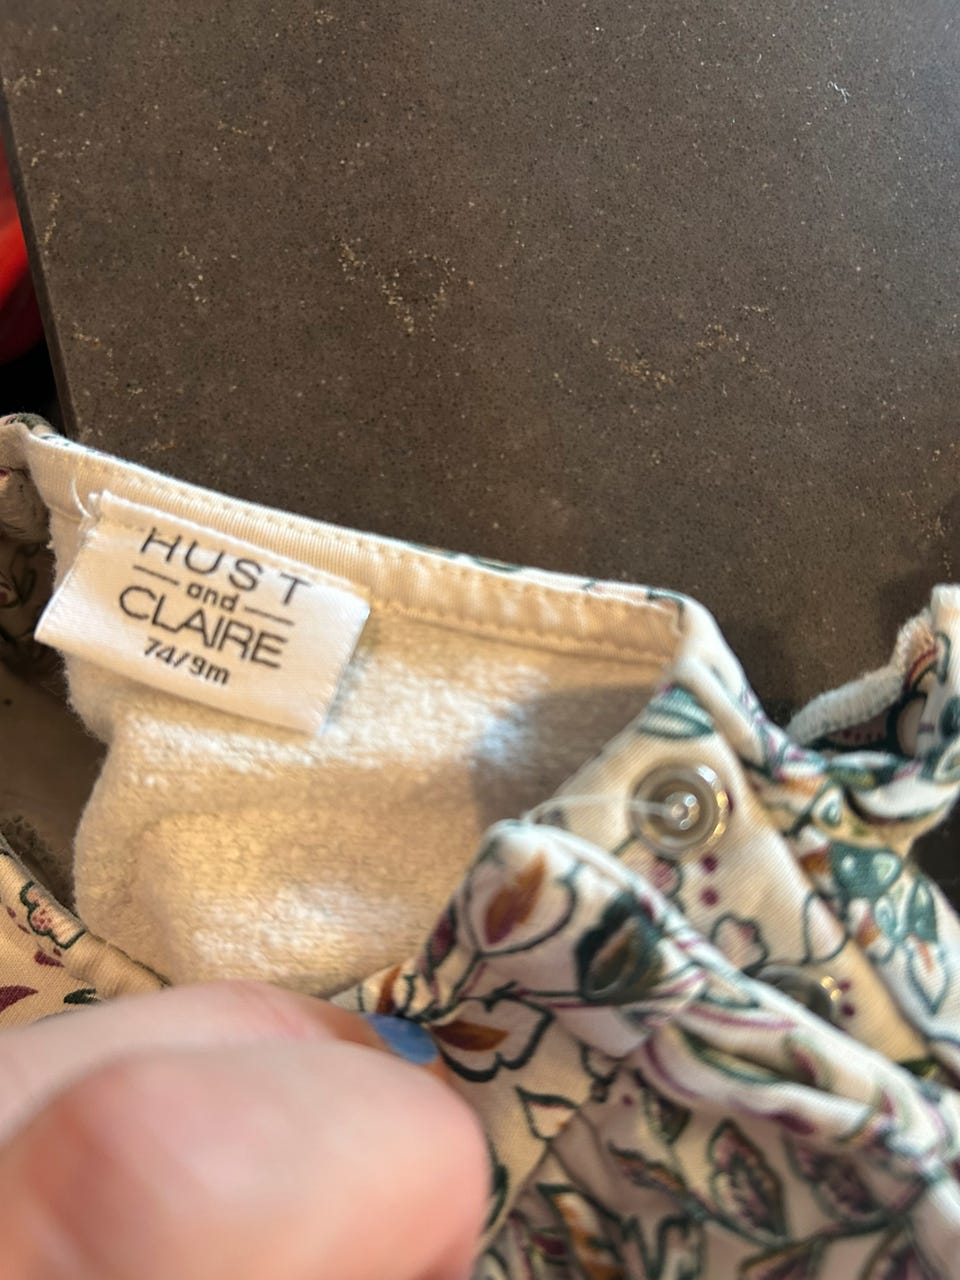 HUST
and
CLAIRE
74/9m